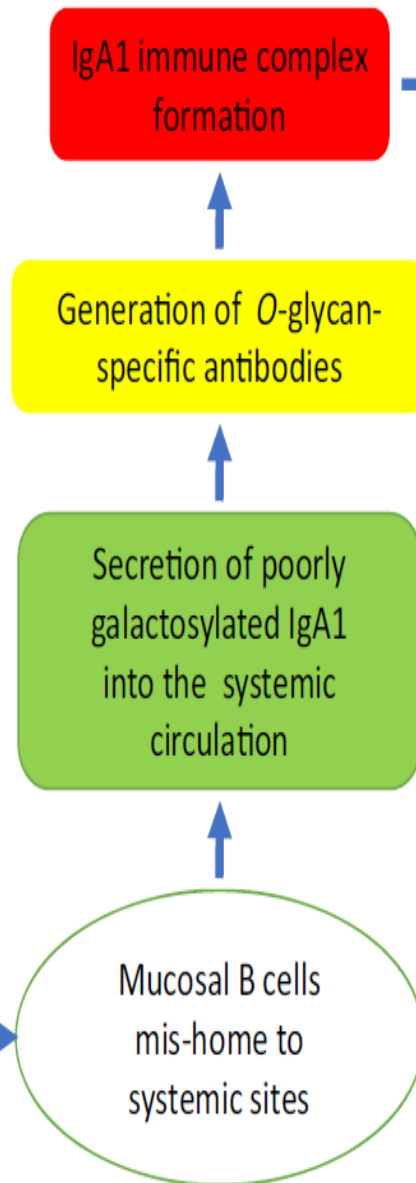 IgA1 immune complex
formation
Generation of O-glycan-
specific antibodies
Secretion of poorly
galactosylated IgA1
into the systemic
circulation
Mucosal B cells
mis-home to
systemic sites